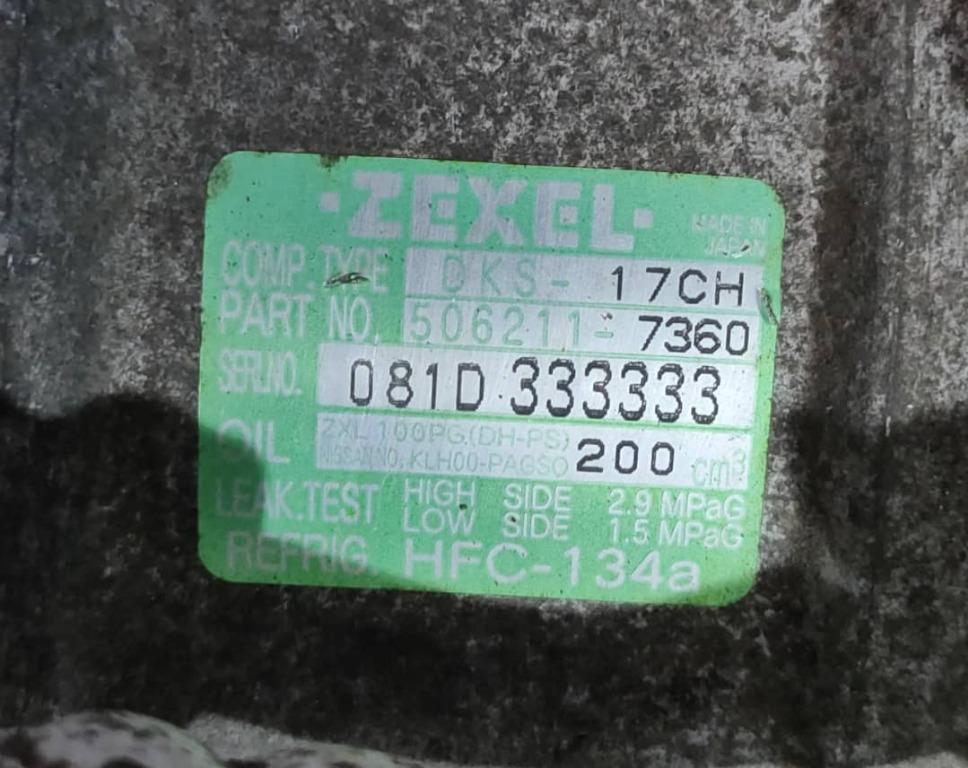 ·ZEXEL·
MADE IN
JAPAN
COMP. TYPE DKS- 17CH
PART NO. 506211- 7360
SER.NO. 081D 333333
OIL ZXL 100PG.(DH-PS) 200 cm³
NISSAN NO. KLH00-PAGS0
LEAK.TEST HIGH SIDE 2.9 MPaG
LOW SIDE 1.5 MPaG
REFRIG. HFC-134a